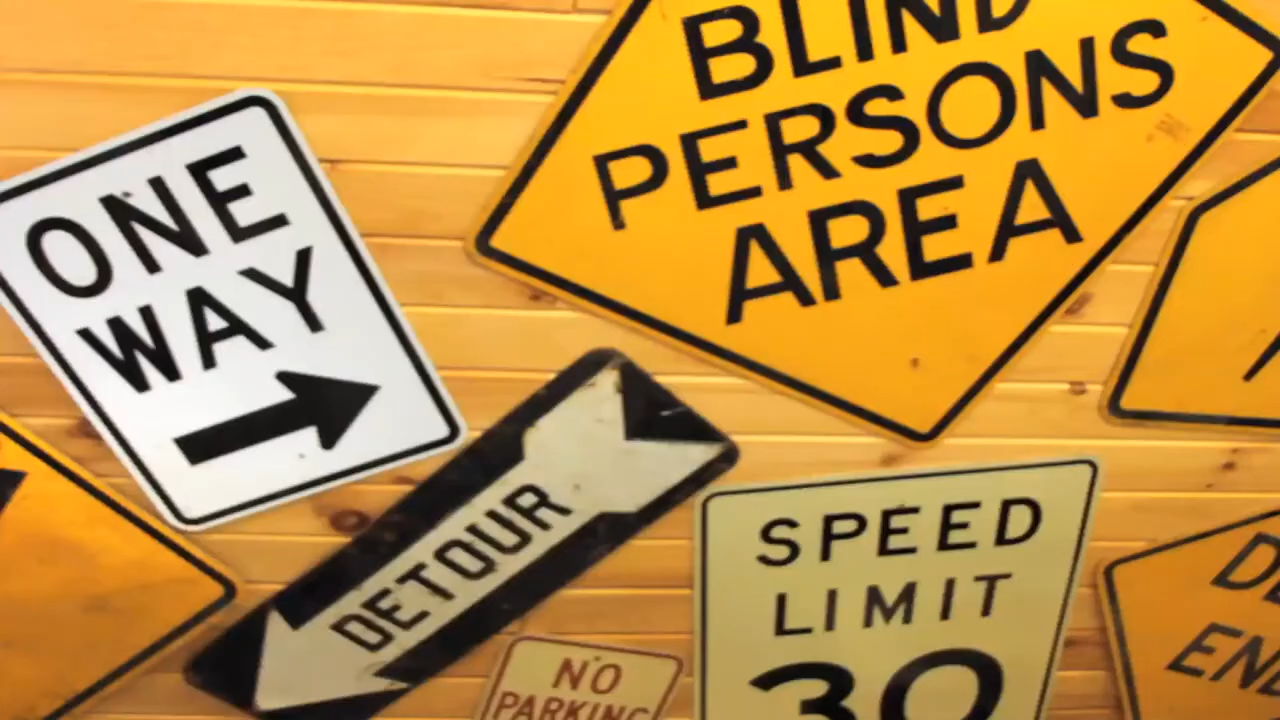 BLIND
PERSONS
AREA
ONE
WAY
DETOUR
SPEED
LIMIT
30
NO
PARKING